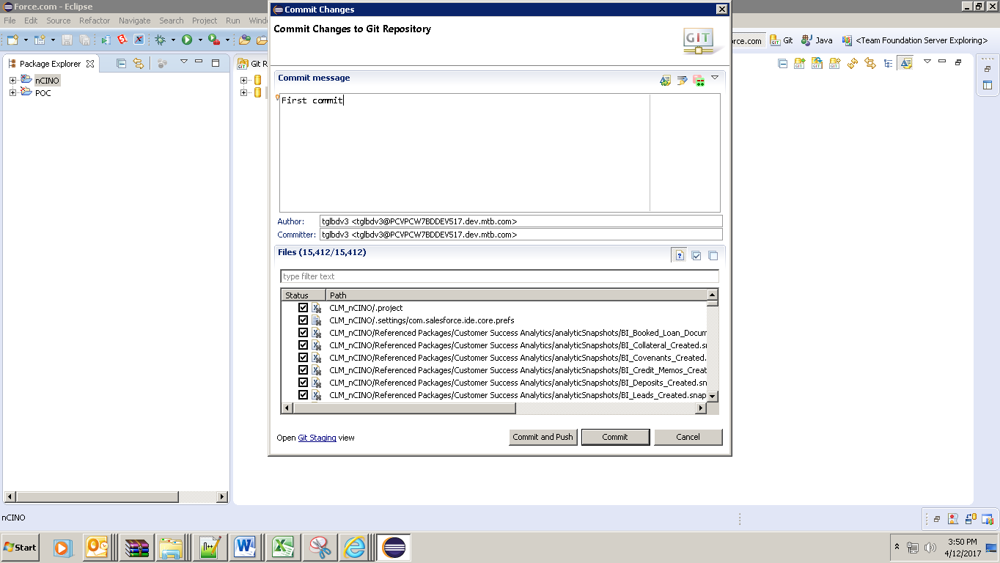 Force.com - Eclipse
File Edit Source Refactor Navigate Search Project Run
Package Explorer
nCINO
POC
Git R
rce.com
Git
Java
<Team Foundation Server Exploring>
Commit Changes
Commit Changes to Git Repository
GIT
Commit message
First commit
Author: tglbdv3 <tglbdv3@PCVPCW7BDDEV517.dev.mtb.com>
Committer: tglbdv3 <tglbdv3@PCVPCW7BDDEV517.dev.mtb.com>
Files (15,412/15,412)
type filter text
Status Path
CLM_nCINO/.project
CLM_nCINO/.settings/com.salesforce.ide.core.prefs
CLM_nCINO/Referenced Packages/Customer Success Analytics/analyticSnapshots/BI_Booked_Loan_Docum
CLM_nCINO/Referenced Packages/Customer Success Analytics/analyticSnapshots/BI_Collateral_Created.sn
CLM_nCINO/Referenced Packages/Customer Success Analytics/analyticSnapshots/BI_Covenants_Created.
CLM_nCINO/Referenced Packages/Customer Success Analytics/analyticSnapshots/BI_Credit_Memos_Creat
CLM_nCINO/Referenced Packages/Customer Success Analytics/analyticSnapshots/BI_Deposits_Created.sn
CLM_nCINO/Referenced Packages/Customer Success Analytics/analyticSnapshots/BI_Leads_Created.snap
Open Git Staging view
Commit and Push
Commit
Cancel
nCINO
Start
3:50 PM
4/12/2017